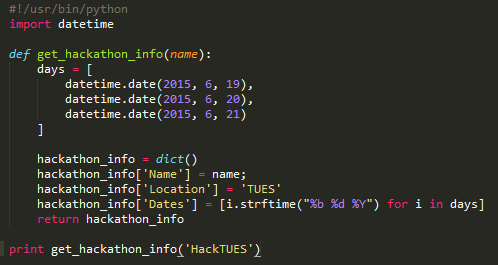 #!/usr/bin/python
import datetime

def get_hackathon_info(name):
    days = [
        datetime.date(2015, 6, 19),
        datetime.date(2015, 6, 20),
        datetime.date(2015, 6, 21)
    ]

    hackathon_info = dict()
    hackathon_info['Name'] = name;
    hackathon_info['Location'] = 'TUES'
    hackathon_info['Dates'] = [i.strftime("%b %d %Y") for i in days]
    return hackathon_info

print get_hackathon_info('HackTUES')